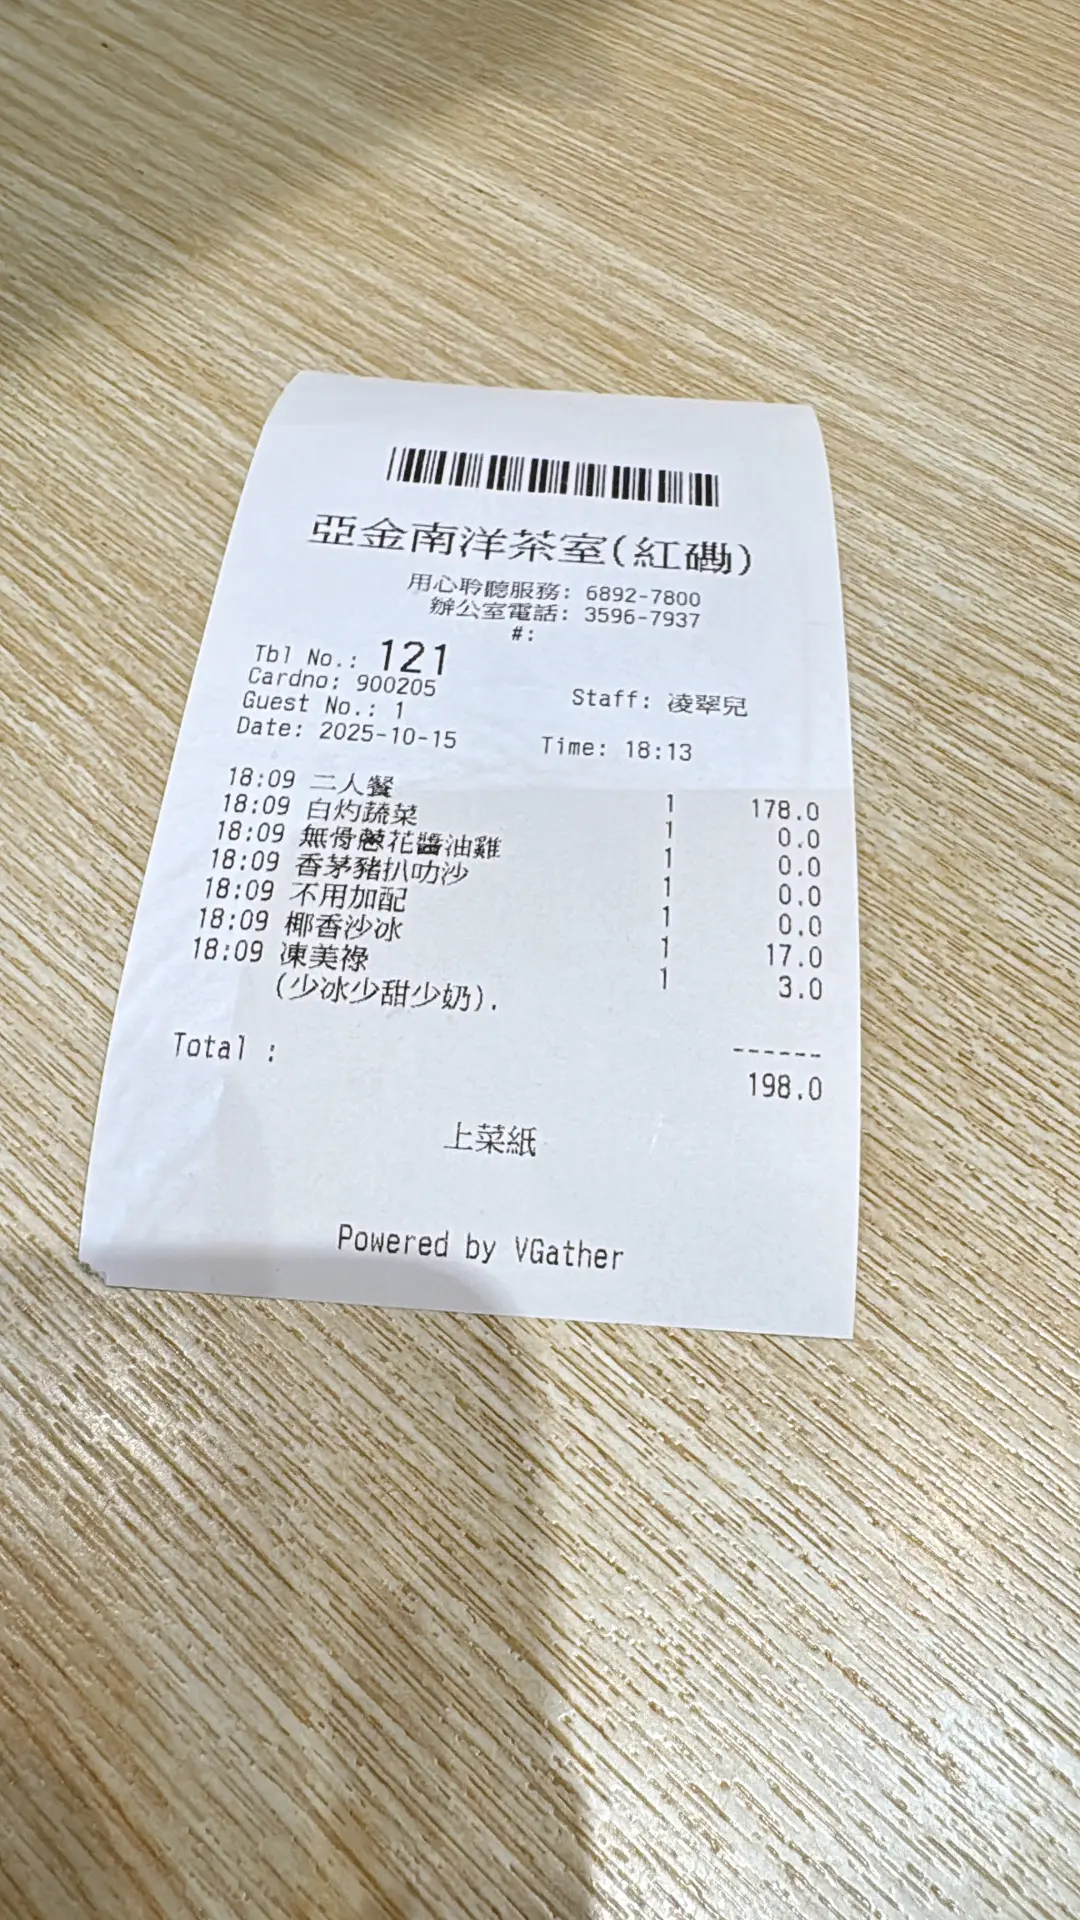 亞金南洋茶室(紅磡)
用心聆聽服務: 6892-7800
辦公室電話: 3596-7937
#:
Tbl No.: 121
Cardno: 900205
Staff: 凌翠兒
Guest No.: 1
Date: 2025-10-15 Time: 18:13
18:09 二人餐 1 178.0
18:09 白灼蔬菜 1 0.0
18:09 無骨蔥花醬油雞 1 0.0
18:09 香茅豬扒叻沙 1 0.0
18:09 不用加配 1 0.0
18:09 椰香沙冰 1 17.0
18:09 凍美祿 1 3.0
(少冰少甜少奶).
Total :
------
198.0
上菜紙
Powered by VGather